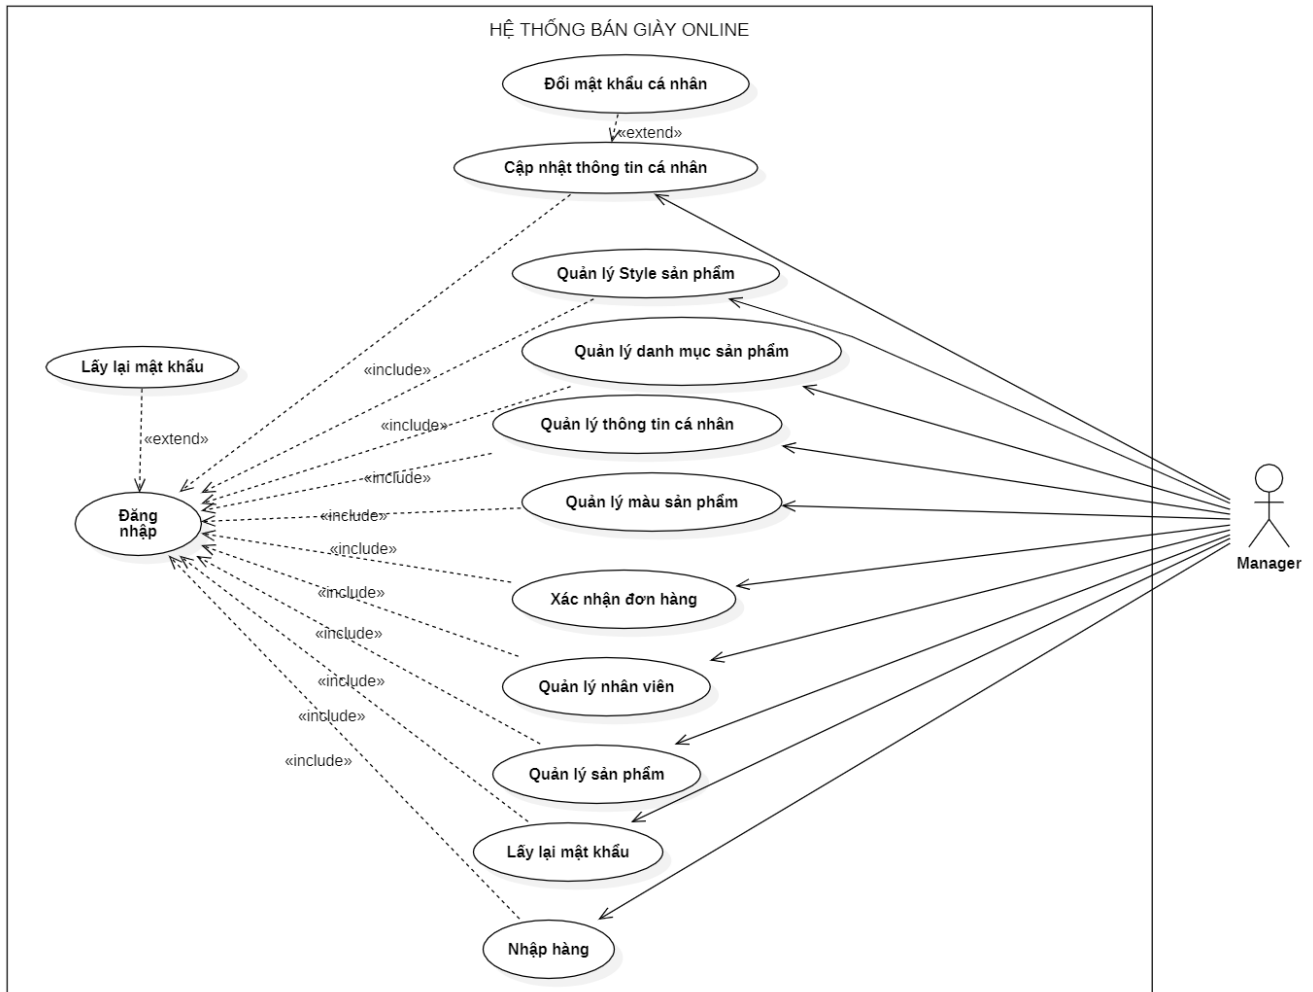 HỆ THỐNG BÁN GIÀY ONLINE
Đổi mật khẩu cá nhân
«extend»
Cập nhật thông tin cá nhân
Quản lý Style sản phẩm
Quản lý danh mục sản phẩm
Lấy lại mật khẩu
«include»
«include»
Quản lý thông tin cá nhân
«extend»
«include»
Quản lý màu sản phẩm
Đăng
nhập
«include»
«include»
Manager
«include»
Xác nhận đơn hàng
«include»
«include»
Quản lý nhân viên
«include»
«include»
Quản lý sản phẩm
Lấy lại mật khẩu
Nhập hàng